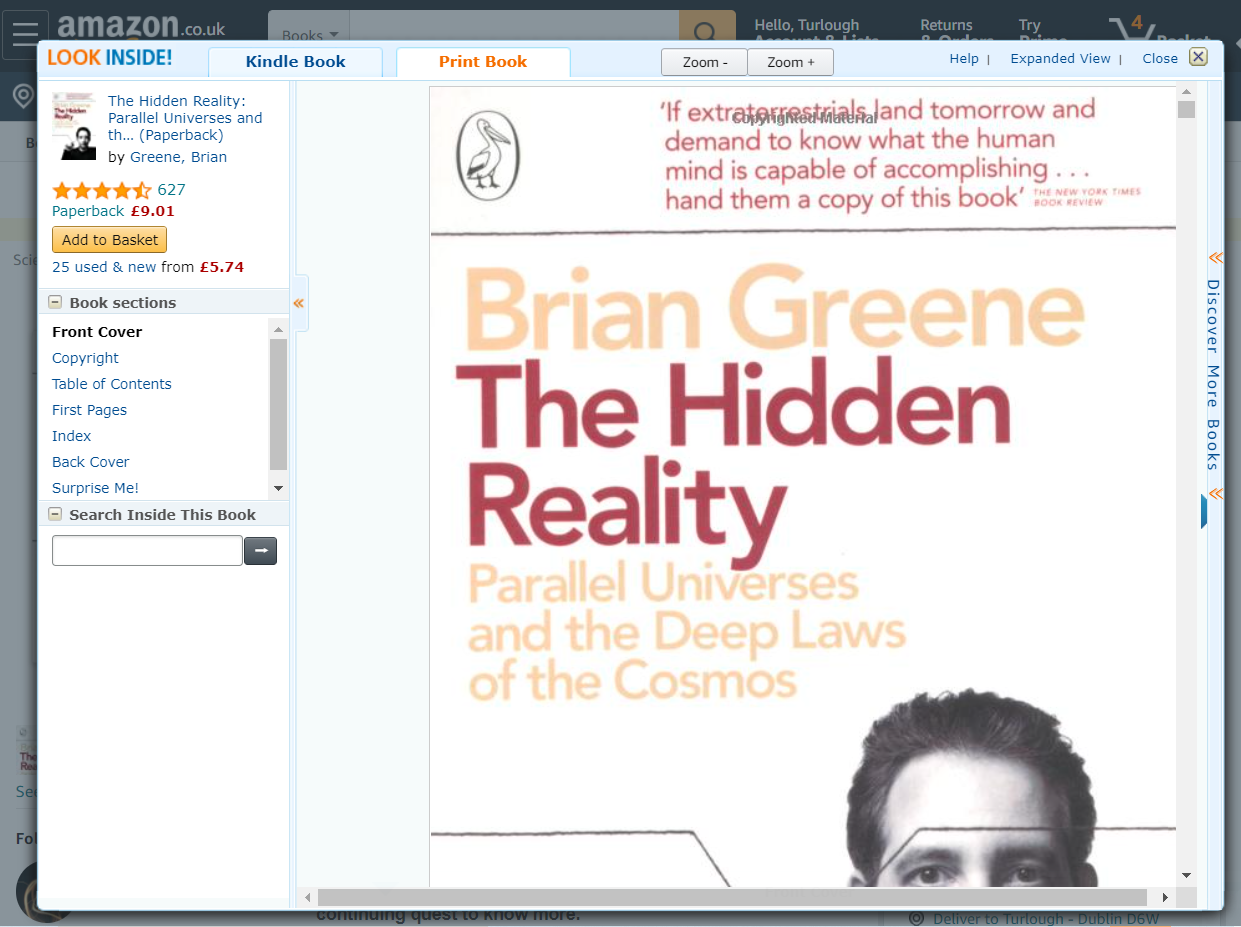 amazon.co.uk
Books
Hello, Turlough
Account & Lists
Returns
& Orders
Try
Prime
4
Basket
LOOK INSIDE!
Kindle Book
Print Book
Zoom -
Zoom +
Help |
Expanded View |
Close
The Hidden Reality:
Parallel Universes and
th... (Paperback)
by Greene, Brian
627
Paperback £9.01
Add to Basket
25 used & new from £5.74
Book sections
Front Cover
Copyright
Table of Contents
First Pages
Index
Back Cover
Surprise Me!
Search Inside This Book
'If extraterrestrials land tomorrow and
Copyrighted Material
demand to know what the human
mind is capable of accomplishing . . .
hand them a copy of this book'
THE NEW YORK TIMES
BOOK REVIEW
Brian Greene
The Hidden
Reality
Parallel Universes
and the Deep Laws
of the Cosmos
Discover More Books
continuing quest to know more.
Deliver to Turlough - Dublin D6W